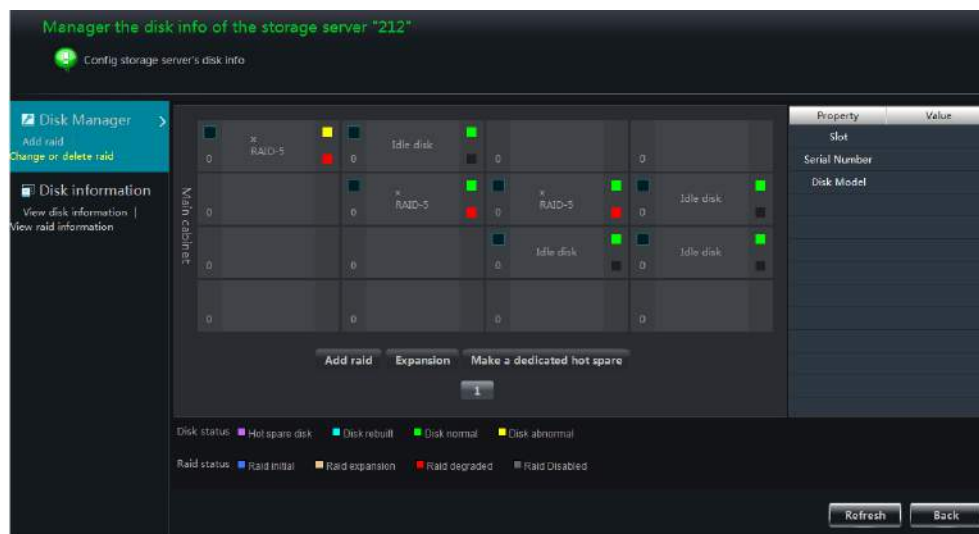 Manager the disk info of the storage server "212"
Config storage server's disk info
Disk Manager >
Add raid
Change or delete raid
Disk information
View disk information |
View raid information
Main cabinet
0 x RAID-5
0 Idle disk
0
0
0
0 x RAID-5
0 x RAID-5
0 Idle disk
0
0
0 Idle disk
0 Idle disk
0
0
0
0
Add raid Expansion Make a dedicated hot spare
1
Property Value
Slot
Serial Number
Disk Model
Disk status Hot spare disk Disk rebuilt Disk normal Disk abnormal
Raid status Raid initial Raid expansion Raid degraded Raid Disabled
Refresh Back